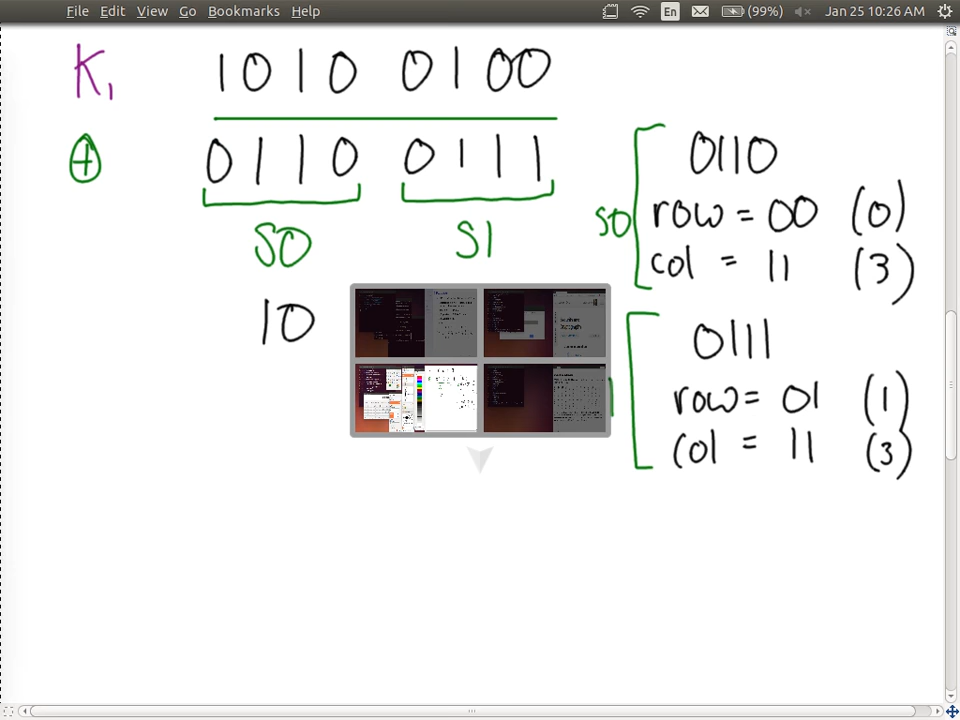 File Edit View Go Bookmarks Help En (99%) Jan 25 10:26 AM
K1 1010 0100
⊕ 0110 0111
S0 S1
10
S0
0110
row = 00 (0)
col = 11 (3)
0111
row = 01 (1)
col = 11 (3)